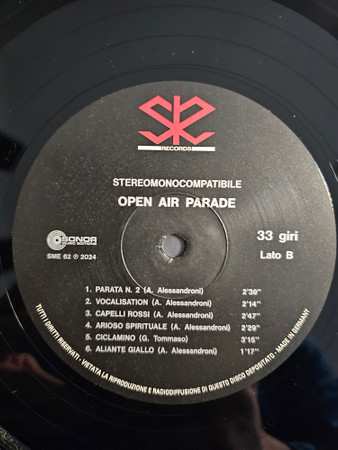 RECORDS
STEREOMONOCOMPATIBILE
OPEN AIR PARADE
33 giri
Lato B
SONOR
MUSIC EDITIONS
SME 62 ℗ 2024
1. PARATA N. 2 (A. Alessandroni) 2'30"
2. VOCALISATION (A. Alessandroni) 2'14"
3. CAPELLI ROSSI (A. Alessandroni) 2'47"
4. ARIOSO SPIRITUALE (A. Alessandroni) 2'29"
5. CICLAMINO (G. Tommaso) 3'15"
6. ALIANTE GIALLO (A. Alessandroni) 1'17"
TUTTI I DIRITTI RISERVATI - VIETATA LA RIPRODUZIONE E RADIODIFFUSIONE DI QUESTO DISCO DEPOSITATO - MADE IN GERMANY